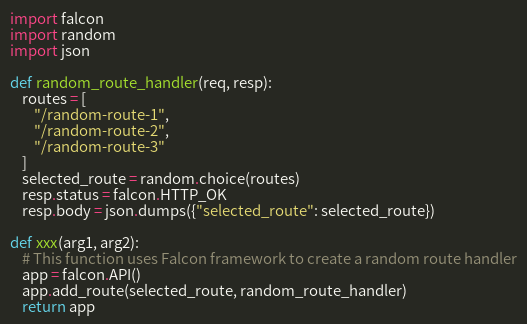 import falcon
import random
import json

def random_route_handler(req, resp):
    routes = [
        "/random-route-1",
        "/random-route-2",
        "/random-route-3"
    ]
    selected_route = random.choice(routes)
    resp.status = falcon.HTTP_OK
    resp.body = json.dumps({"selected_route": selected_route})

def xxx(arg1, arg2):
    # This function uses Falcon framework to create a random route handler
    app = falcon.API()
    app.add_route(selected_route, random_route_handler)
    return app